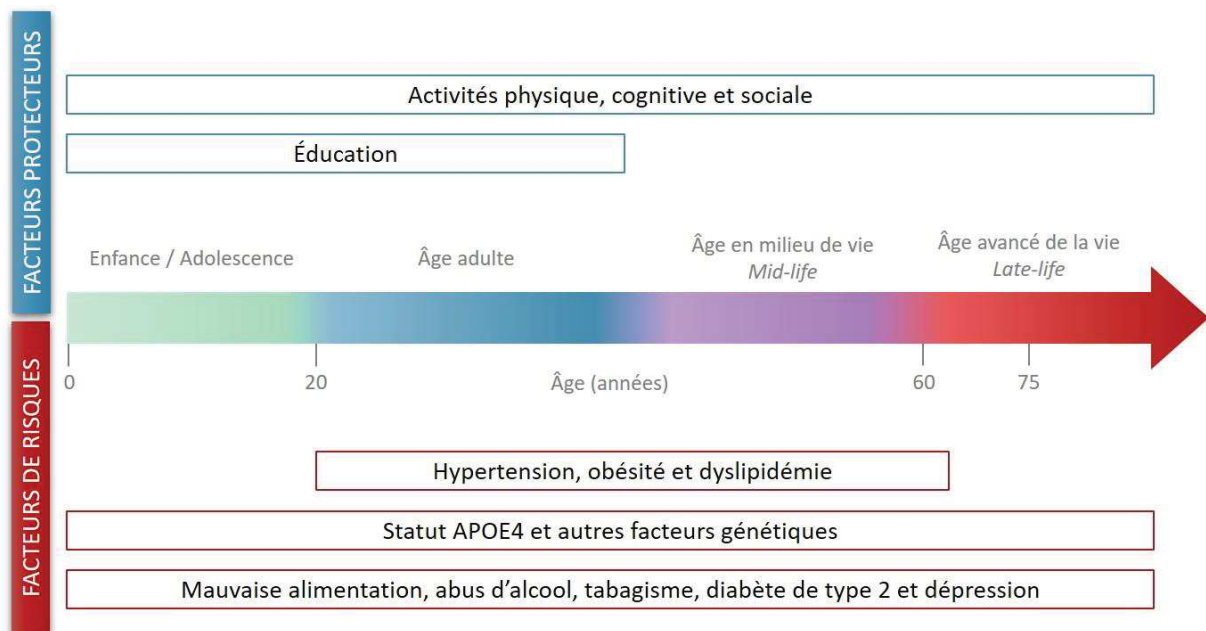 FACTEURS PROTECTEURS
Activités physique, cognitive et sociale
Éducation
Enfance / Adolescence
Âge adulte
Âge en milieu de vie
Mid-life
Âge avancé de la vie
Late-life
0
20
Âge (années)
60
75
FACTEURS DE RISQUES
Hypertension, obésité et dyslipidémie
Statut APOE4 et autres facteurs génétiques
Mauvaise alimentation, abus d’alcool, tabagisme, diabète de type 2 et dépression